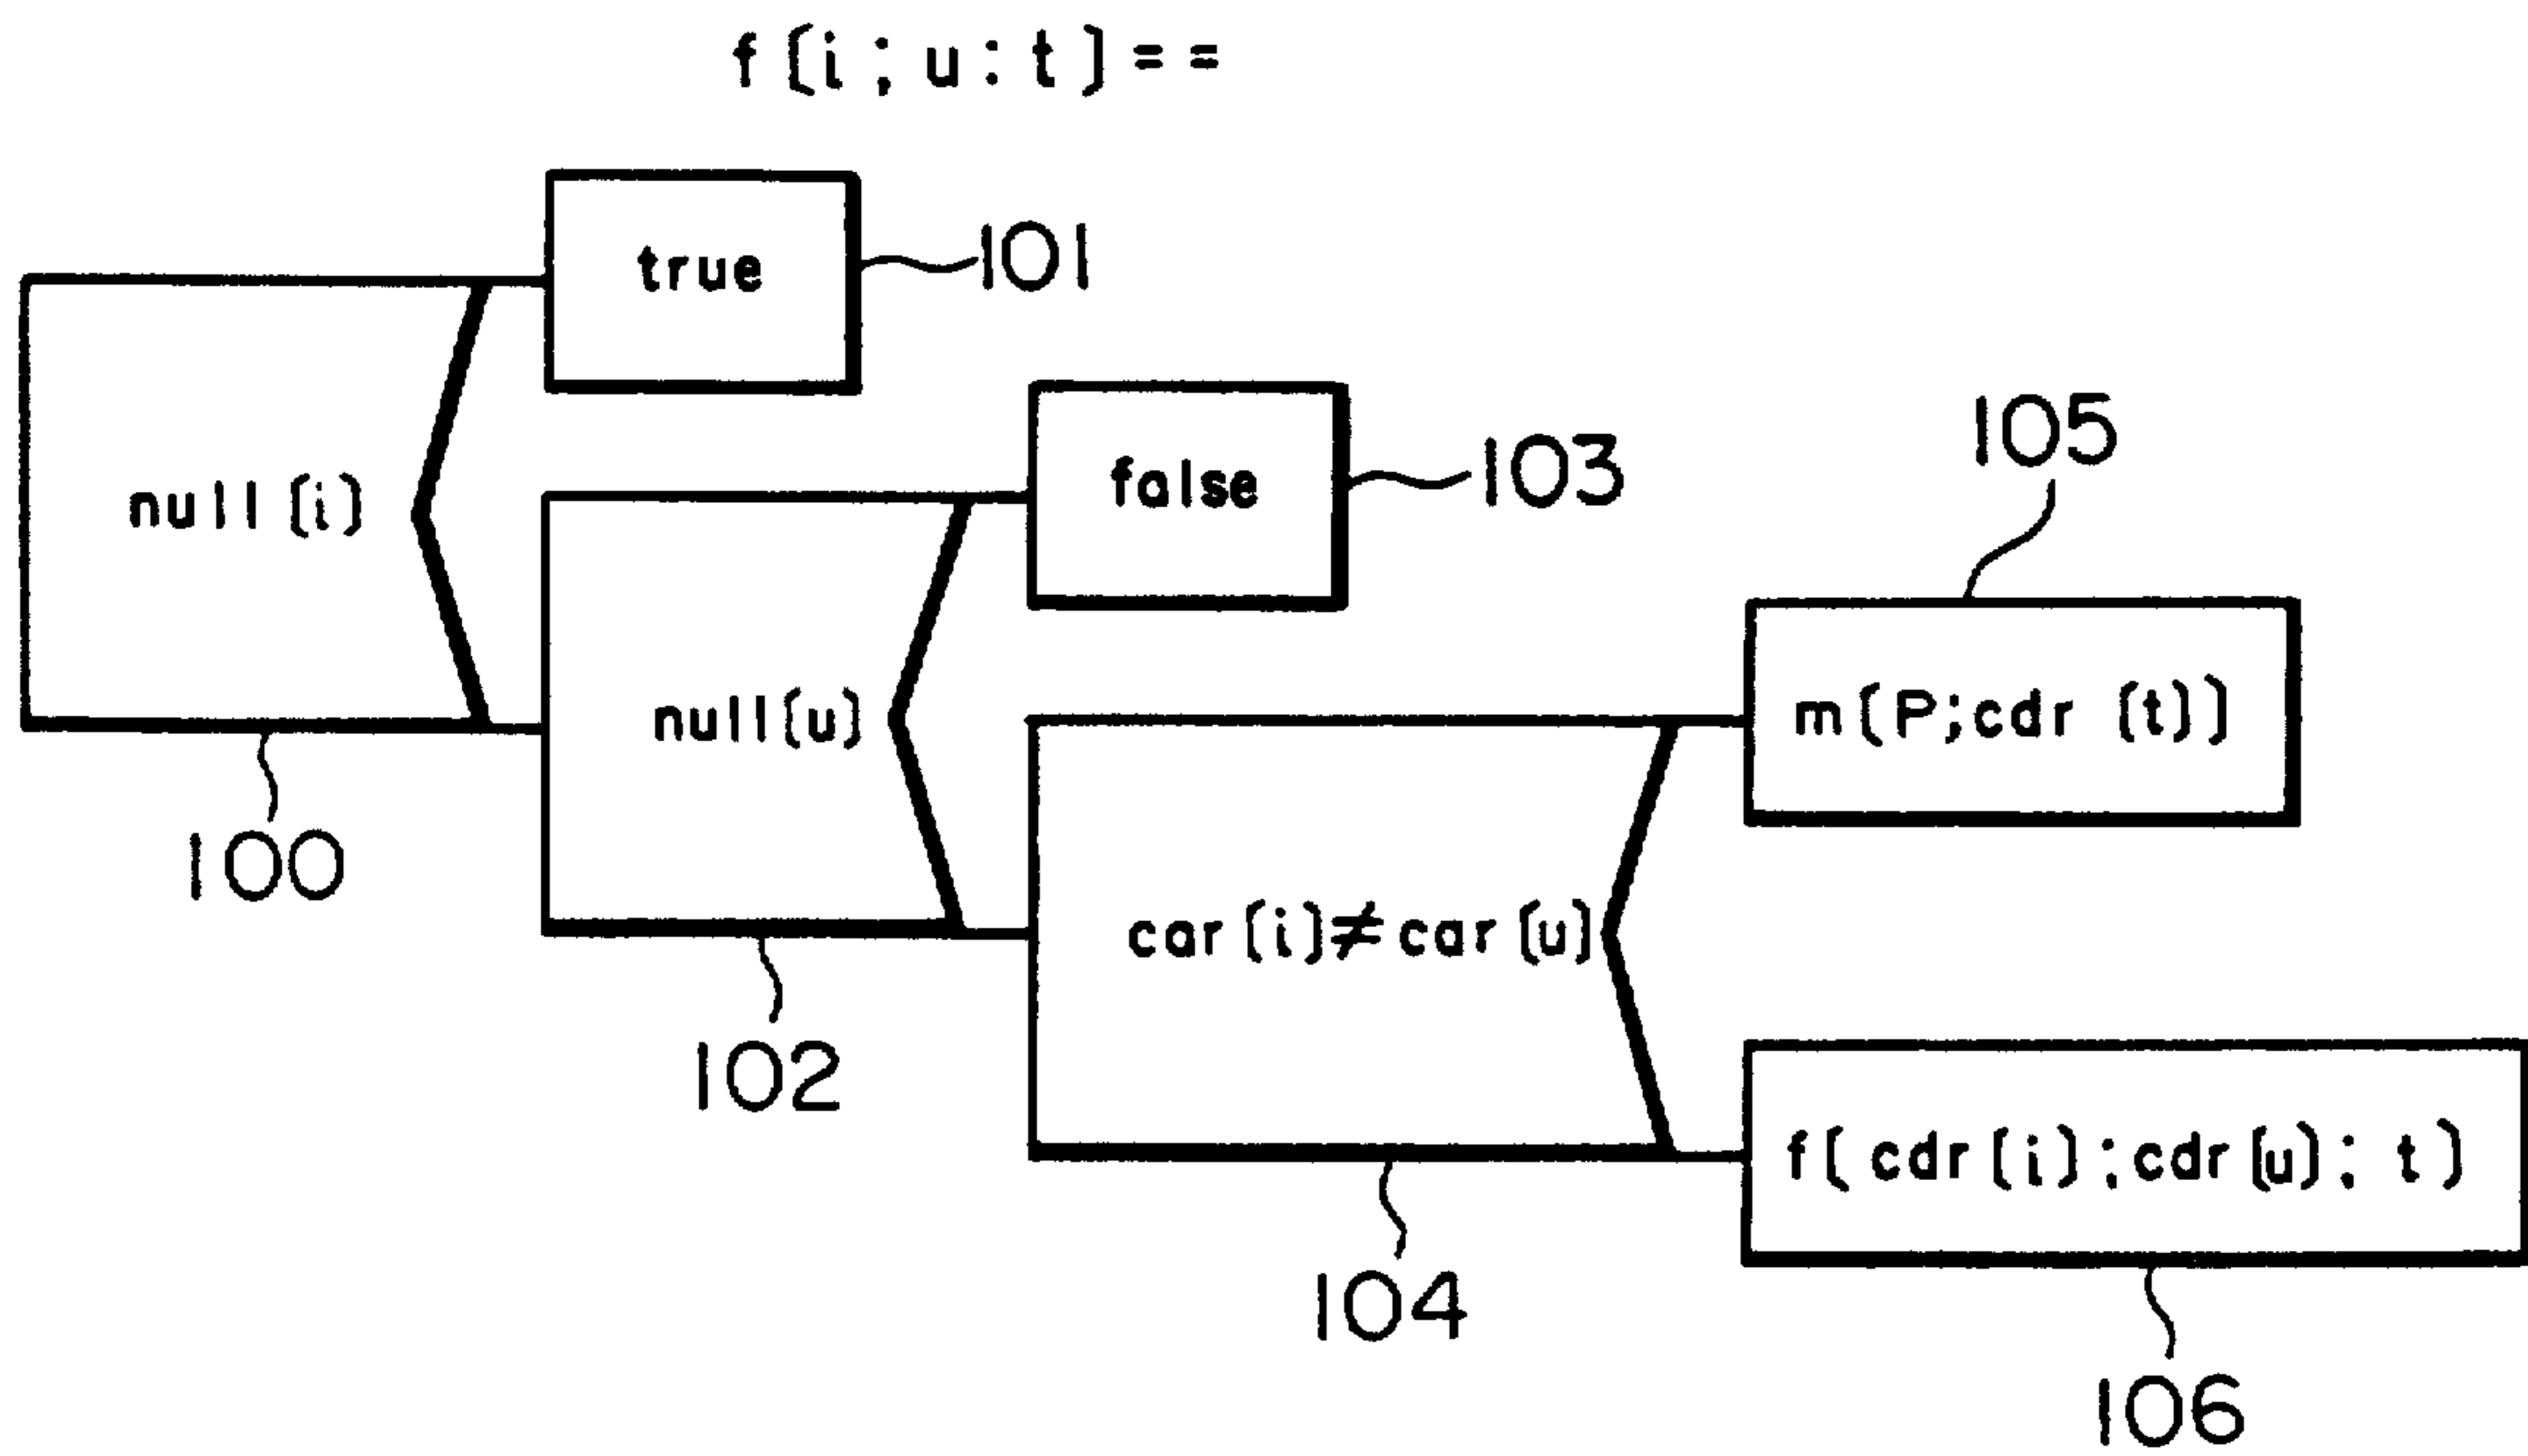 f[i;u:t]==
true
101
null[i]
false
103
105
null[u]
m[P;cdr [t]]
100
car[i]≠car[u]
102
f[cdr[i];cdr[u]: t]
104
106